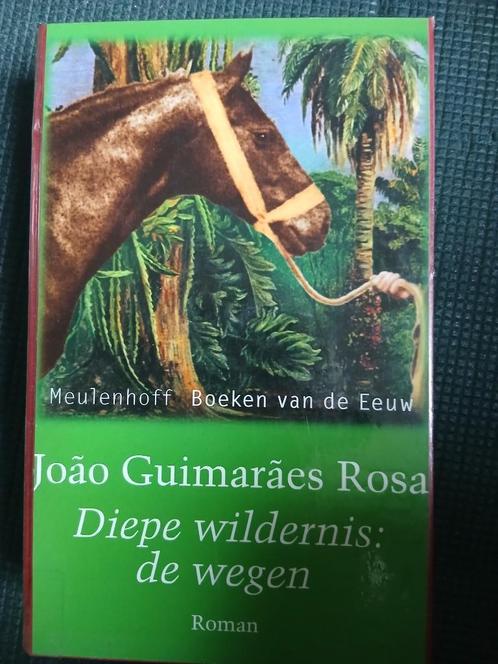 Meulenhoff Boeken van de Eeuw
João Guimarães Rosa
Diepe wildernis:
de wegen
Roman